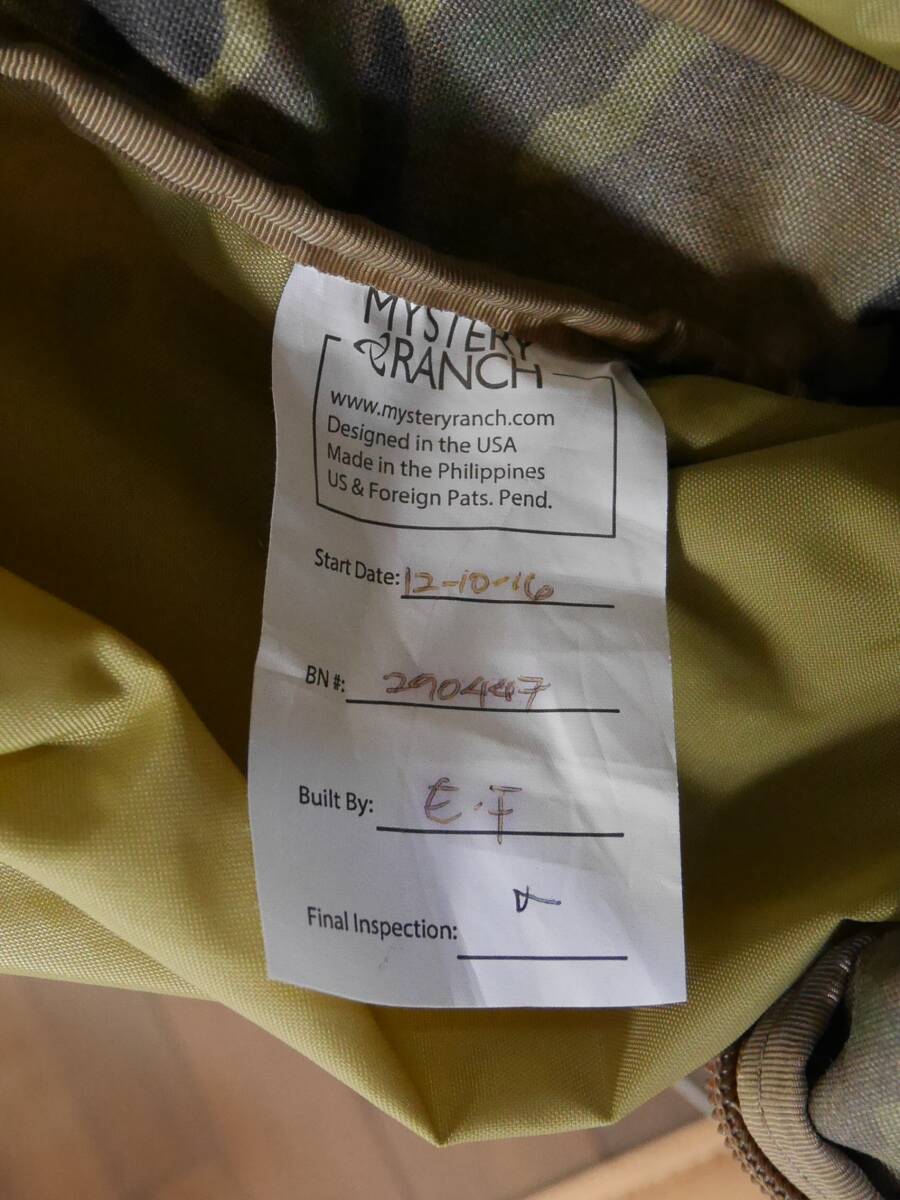 MYSTERY
RANCH
www.mysteryranch.com
Designed in the USA
Made in the Philippines
US & Foreign Pats. Pend.
Start Date: 12-10-16
BN #: 290447
Built By: E.F
Final Inspection: